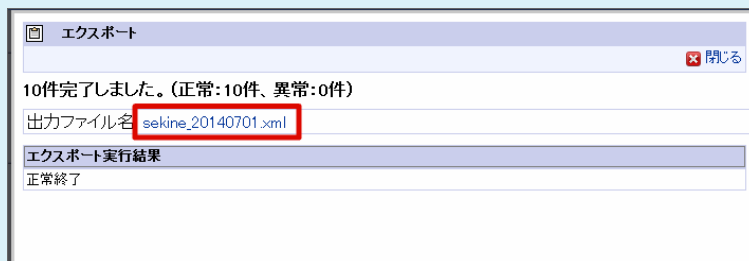 エクスポート
閉じる
10件完了しました。(正常:10件、異常:0件)
出力ファイル名 sekine_20140701.xml
エクスポート実行結果
正常終了